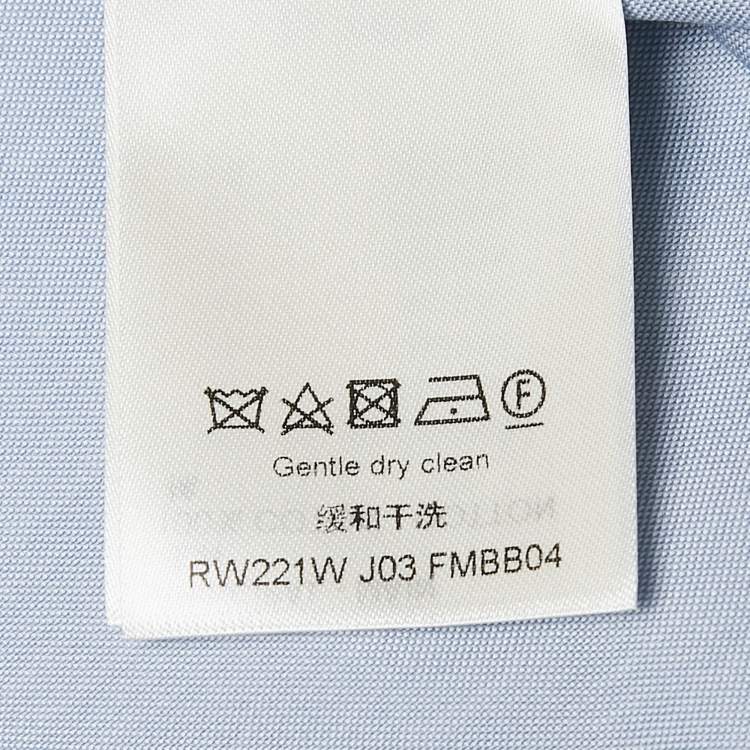 F
Gentle dry clean
缓和干洗
RW221W J03 FMBB04